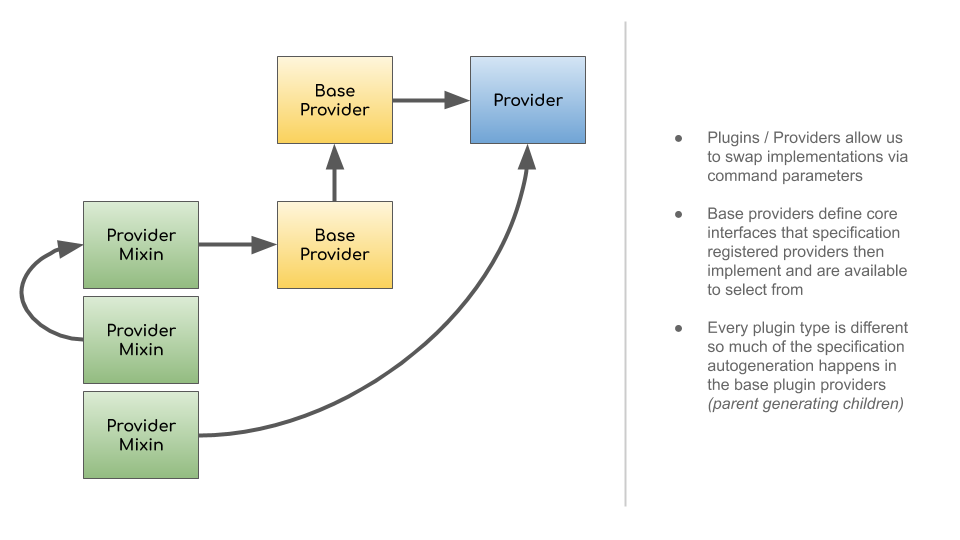 Base
Provider
Provider
Provider
Mixin
Base
Provider
Provider
Mixin
Provider
Mixin
● Plugins / Providers allow us
to swap implementations via
command parameters
● Base providers define core
interfaces that specification
registered providers then
implement and are available
to select from
● Every plugin type is different
so much of the specification
autogeneration happens in
the base plugin providers
(parent generating children)